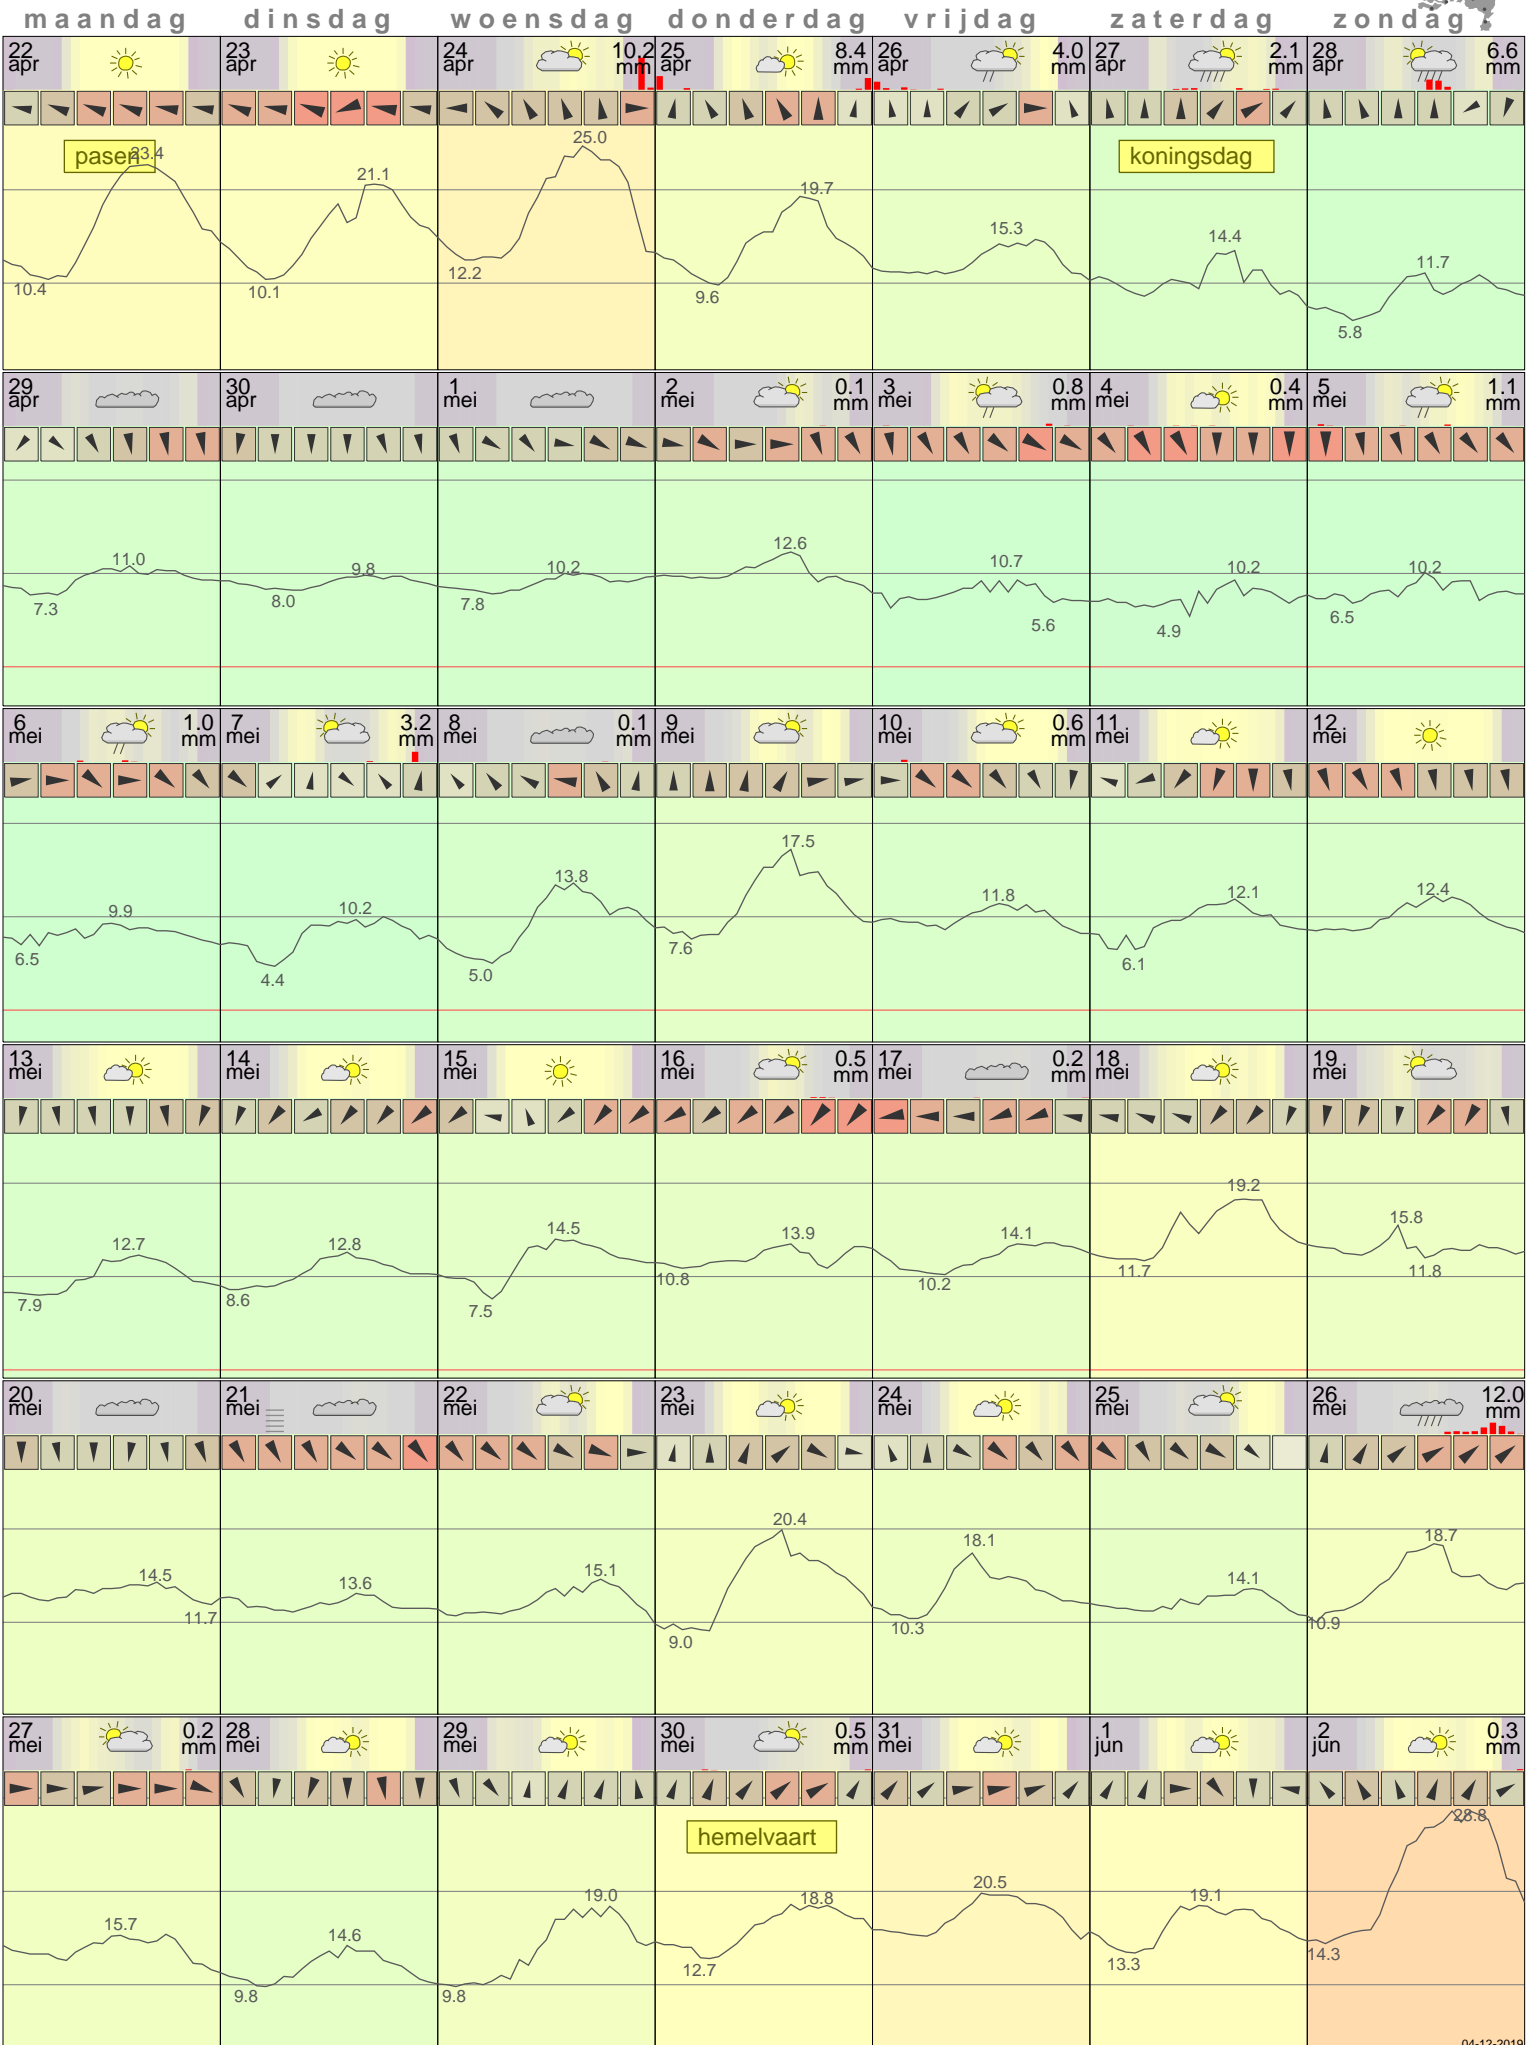 maandag dinsdag woensdag donderdag vrijdag zaterdag zondag
22 apr 23 apr 24 apr 10.2 mm 25 apr 8.4 mm 26 apr 4.0 mm 27 apr 2.1 mm 28 apr 6.6 mm
pasen koningsdag
23.4 21.1 25.0 19.7 15.3 14.4 11.7
10.4 10.1 12.2 9.6 5.8
29 apr 30 apr 1 mei 2 mei 0.1 mm 3 mei 0.8 mm 4 mei 0.4 mm 5 mei 1.1 mm
11.0 9.8 10.2 12.6 10.7 10.2 10.2
7.3 8.0 7.8 5.6 4.9 6.5
6 mei 1.0 mm 7 mei 3.2 mm 8 mei 0.1 mm 9 mei 10 mei 0.6 mm 11 mei 12 mei
9.9 10.2 13.8 17.5 11.8 12.1 12.4
6.5 4.4 5.0 7.6 6.1
13 mei 14 mei 15 mei 16 mei 0.5 mm 17 mei 0.2 mm 18 mei 19 mei
12.7 12.8 14.5 13.9 14.1 19.2 15.8
7.9 8.6 7.5 10.8 10.2 11.7 11.8
20 mei 21 mei 22 mei 23 mei 24 mei 25 mei 26 mei 12.0 mm
14.5 13.6 15.1 20.4 18.1 14.1 18.7
11.7 9.0 10.3 10.9
27 mei 0.2 mm 28 mei 29 mei 30 mei 0.5 mm 31 mei 1 jun 2 jun 0.3 mm
hemelvaart
15.7 14.6 19.0 18.8 20.5 19.1 28.8
9.8 9.8 12.7 13.3 14.3
04-12-2019